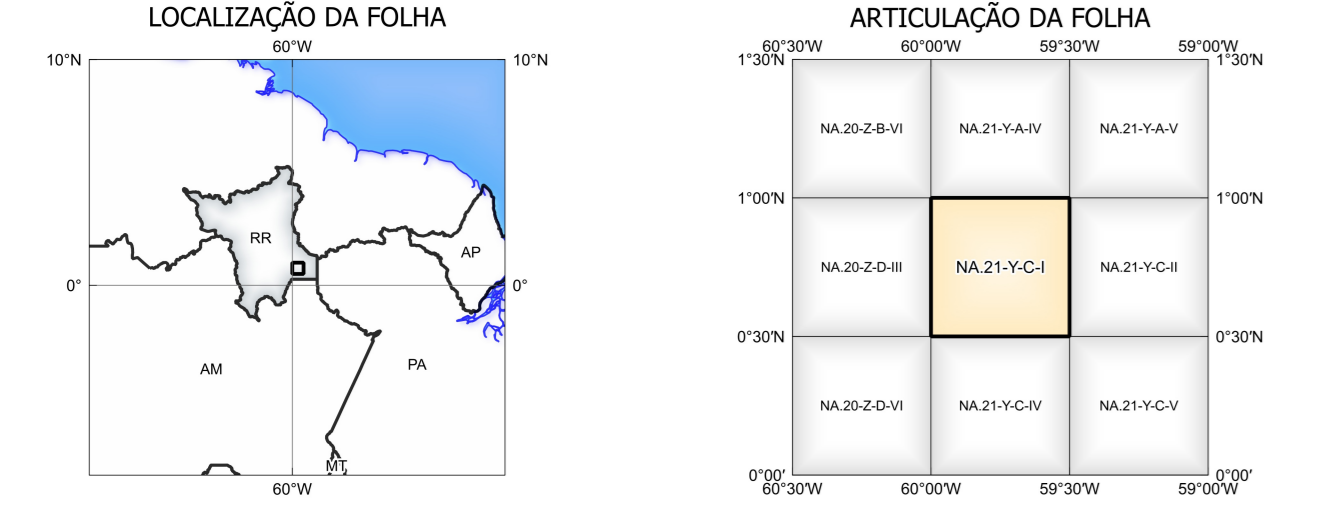 LOCALIZAÇÃO DA FOLHA
60°W
10°N
10°N
RR
AP
0°
0°
AM
PA
MT
60°W
ARTICULAÇÃO DA FOLHA
60°30'W 60°00'W 59°30'W 59°00'W
1°30'N 1°30'N
NA.20-Z-B-VI NA.21-Y-A-IV NA.21-Y-A-V
1°00'N 1°00'N
NA.20-Z-D-III NA.21-Y-C-I NA.21-Y-C-II
0°30'N 0°30'N
NA.20-Z-D-VI NA.21-Y-C-IV NA.21-Y-C-V
0°00' 0°00'
60°30'W 60°00'W 59°30'W 59°00'W